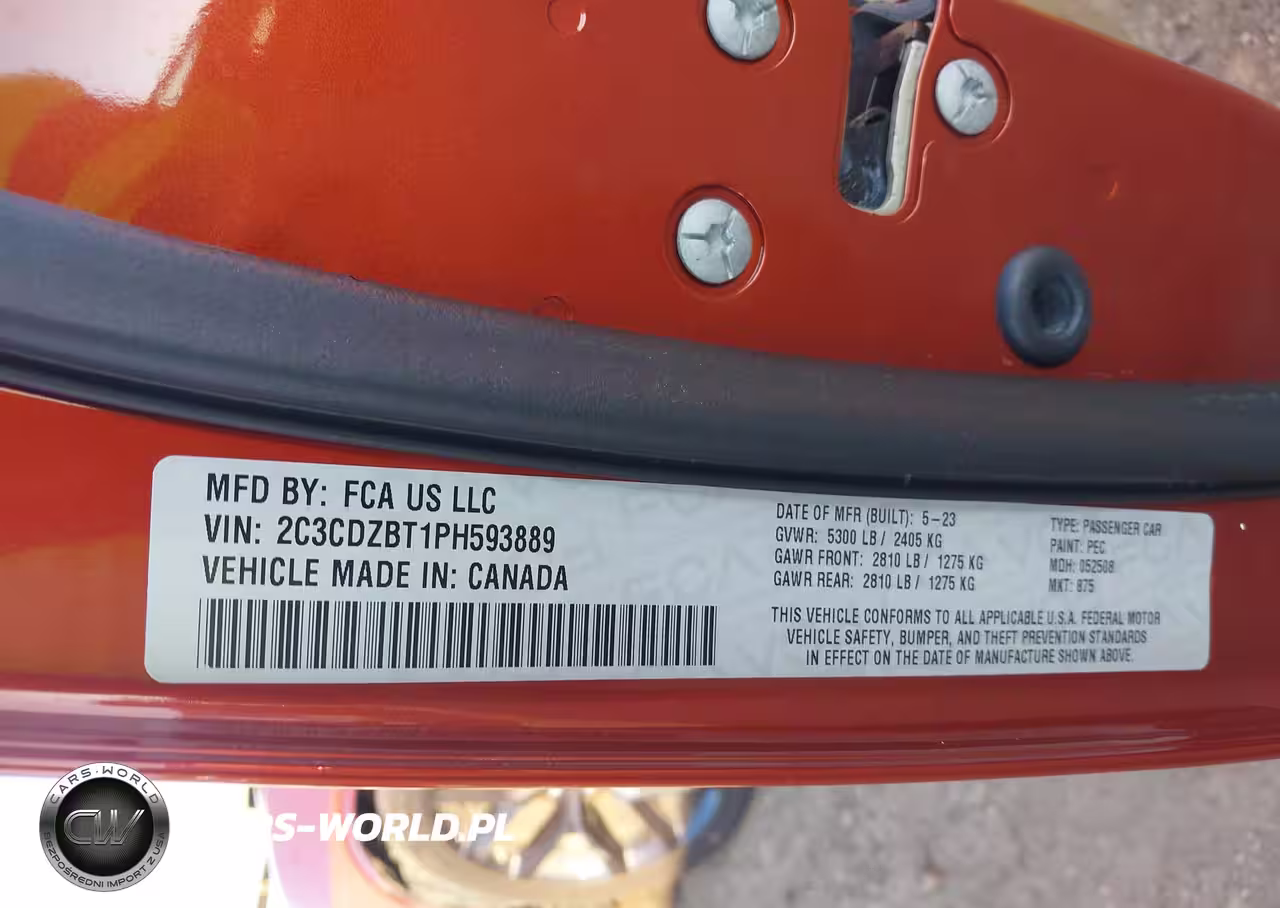 MFD BY: FCA US LLC
VIN: 2C3CDZBT1PH593889
VEHICLE MADE IN: CANADA
DATE OF MFR (BUILT): 5-23
GVWR: 5300 LB / 2405 KG
GAWR FRONT: 2810 LB / 1275 KG
GAWR REAR: 2810 LB / 1275 KG
TYPE: PASSENGER CAR
PAINT: PEC
MDH: 052508
MKT: 875
THIS VEHICLE CONFORMS TO ALL APPLICABLE U.S.A. FEDERAL MOTOR
VEHICLE SAFETY, BUMPER, AND THEFT PREVENTION STANDARDS
IN EFFECT ON THE DATE OF MANUFACTURE SHOWN ABOVE.
CARS-WORLD
CW
BEZPOŚREDNI IMPORT Z USA
RS-WORLD.PL